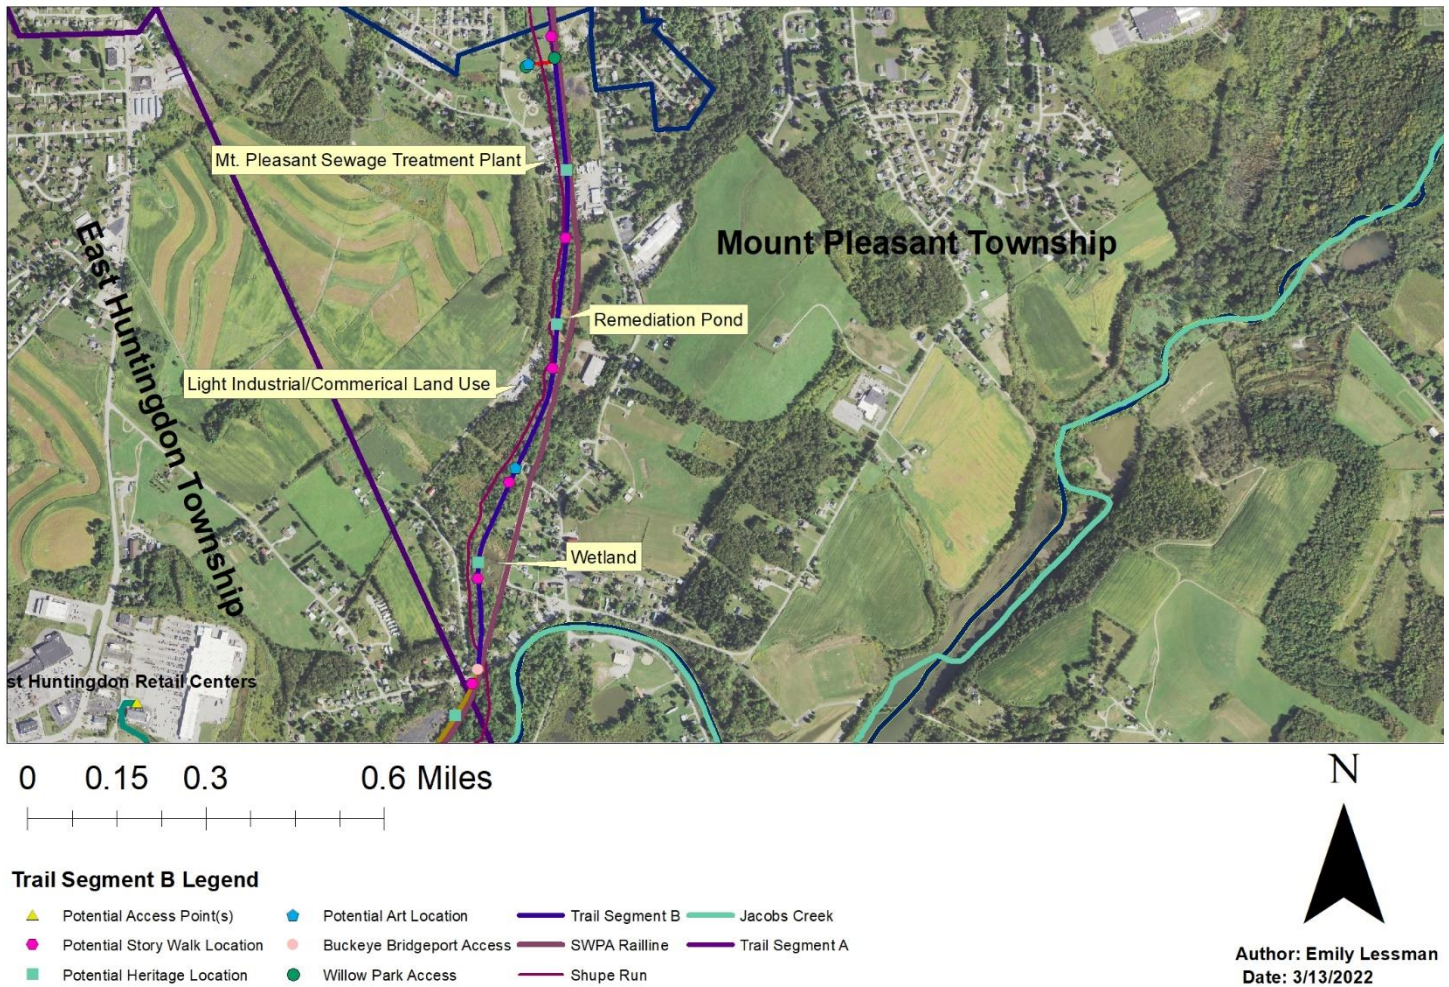 Mt. Pleasant Sewage Treatment Plant
East Huntingdon Township
Mount Pleasant Township
Remediation Pond
Light Industrial/Commerical Land Use
Wetland
st Huntingdon Retail Centers
0 0.15 0.3 0.6 Miles
N
Trail Segment B Legend
Potential Access Point(s) Potential Art Location Trail Segment B Jacobs Creek
Potential Story Walk Location Buckeye Bridgeport Access SWPA Railline Trail Segment A
Potential Heritage Location Willow Park Access Shupe Run
Author: Emily Lessman
Date: 3/13/2022